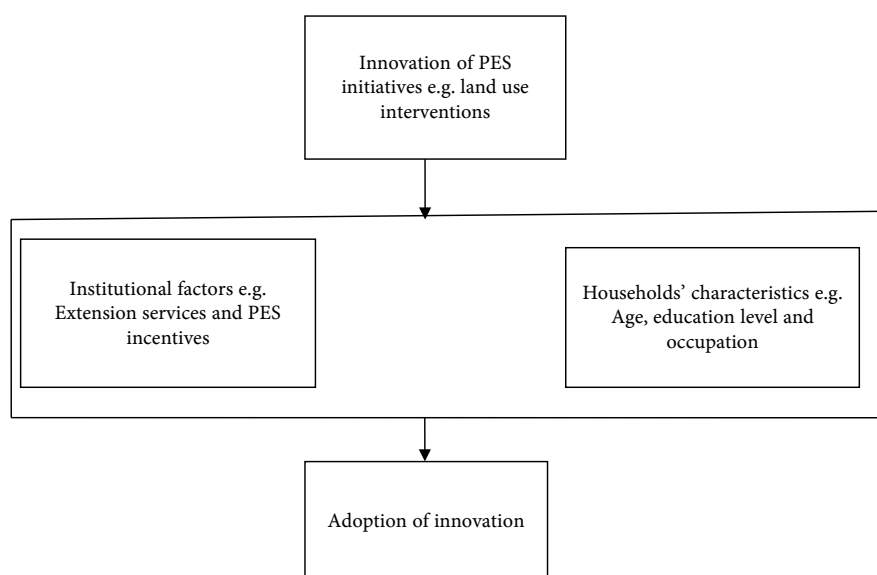 Innovation of PES
initiatives e.g. land use
interventions
Institutional factors e.g.
Extension services and PES
incentives
Households’ characteristics e.g.
Age, education level and
occupation
Adoption of innovation